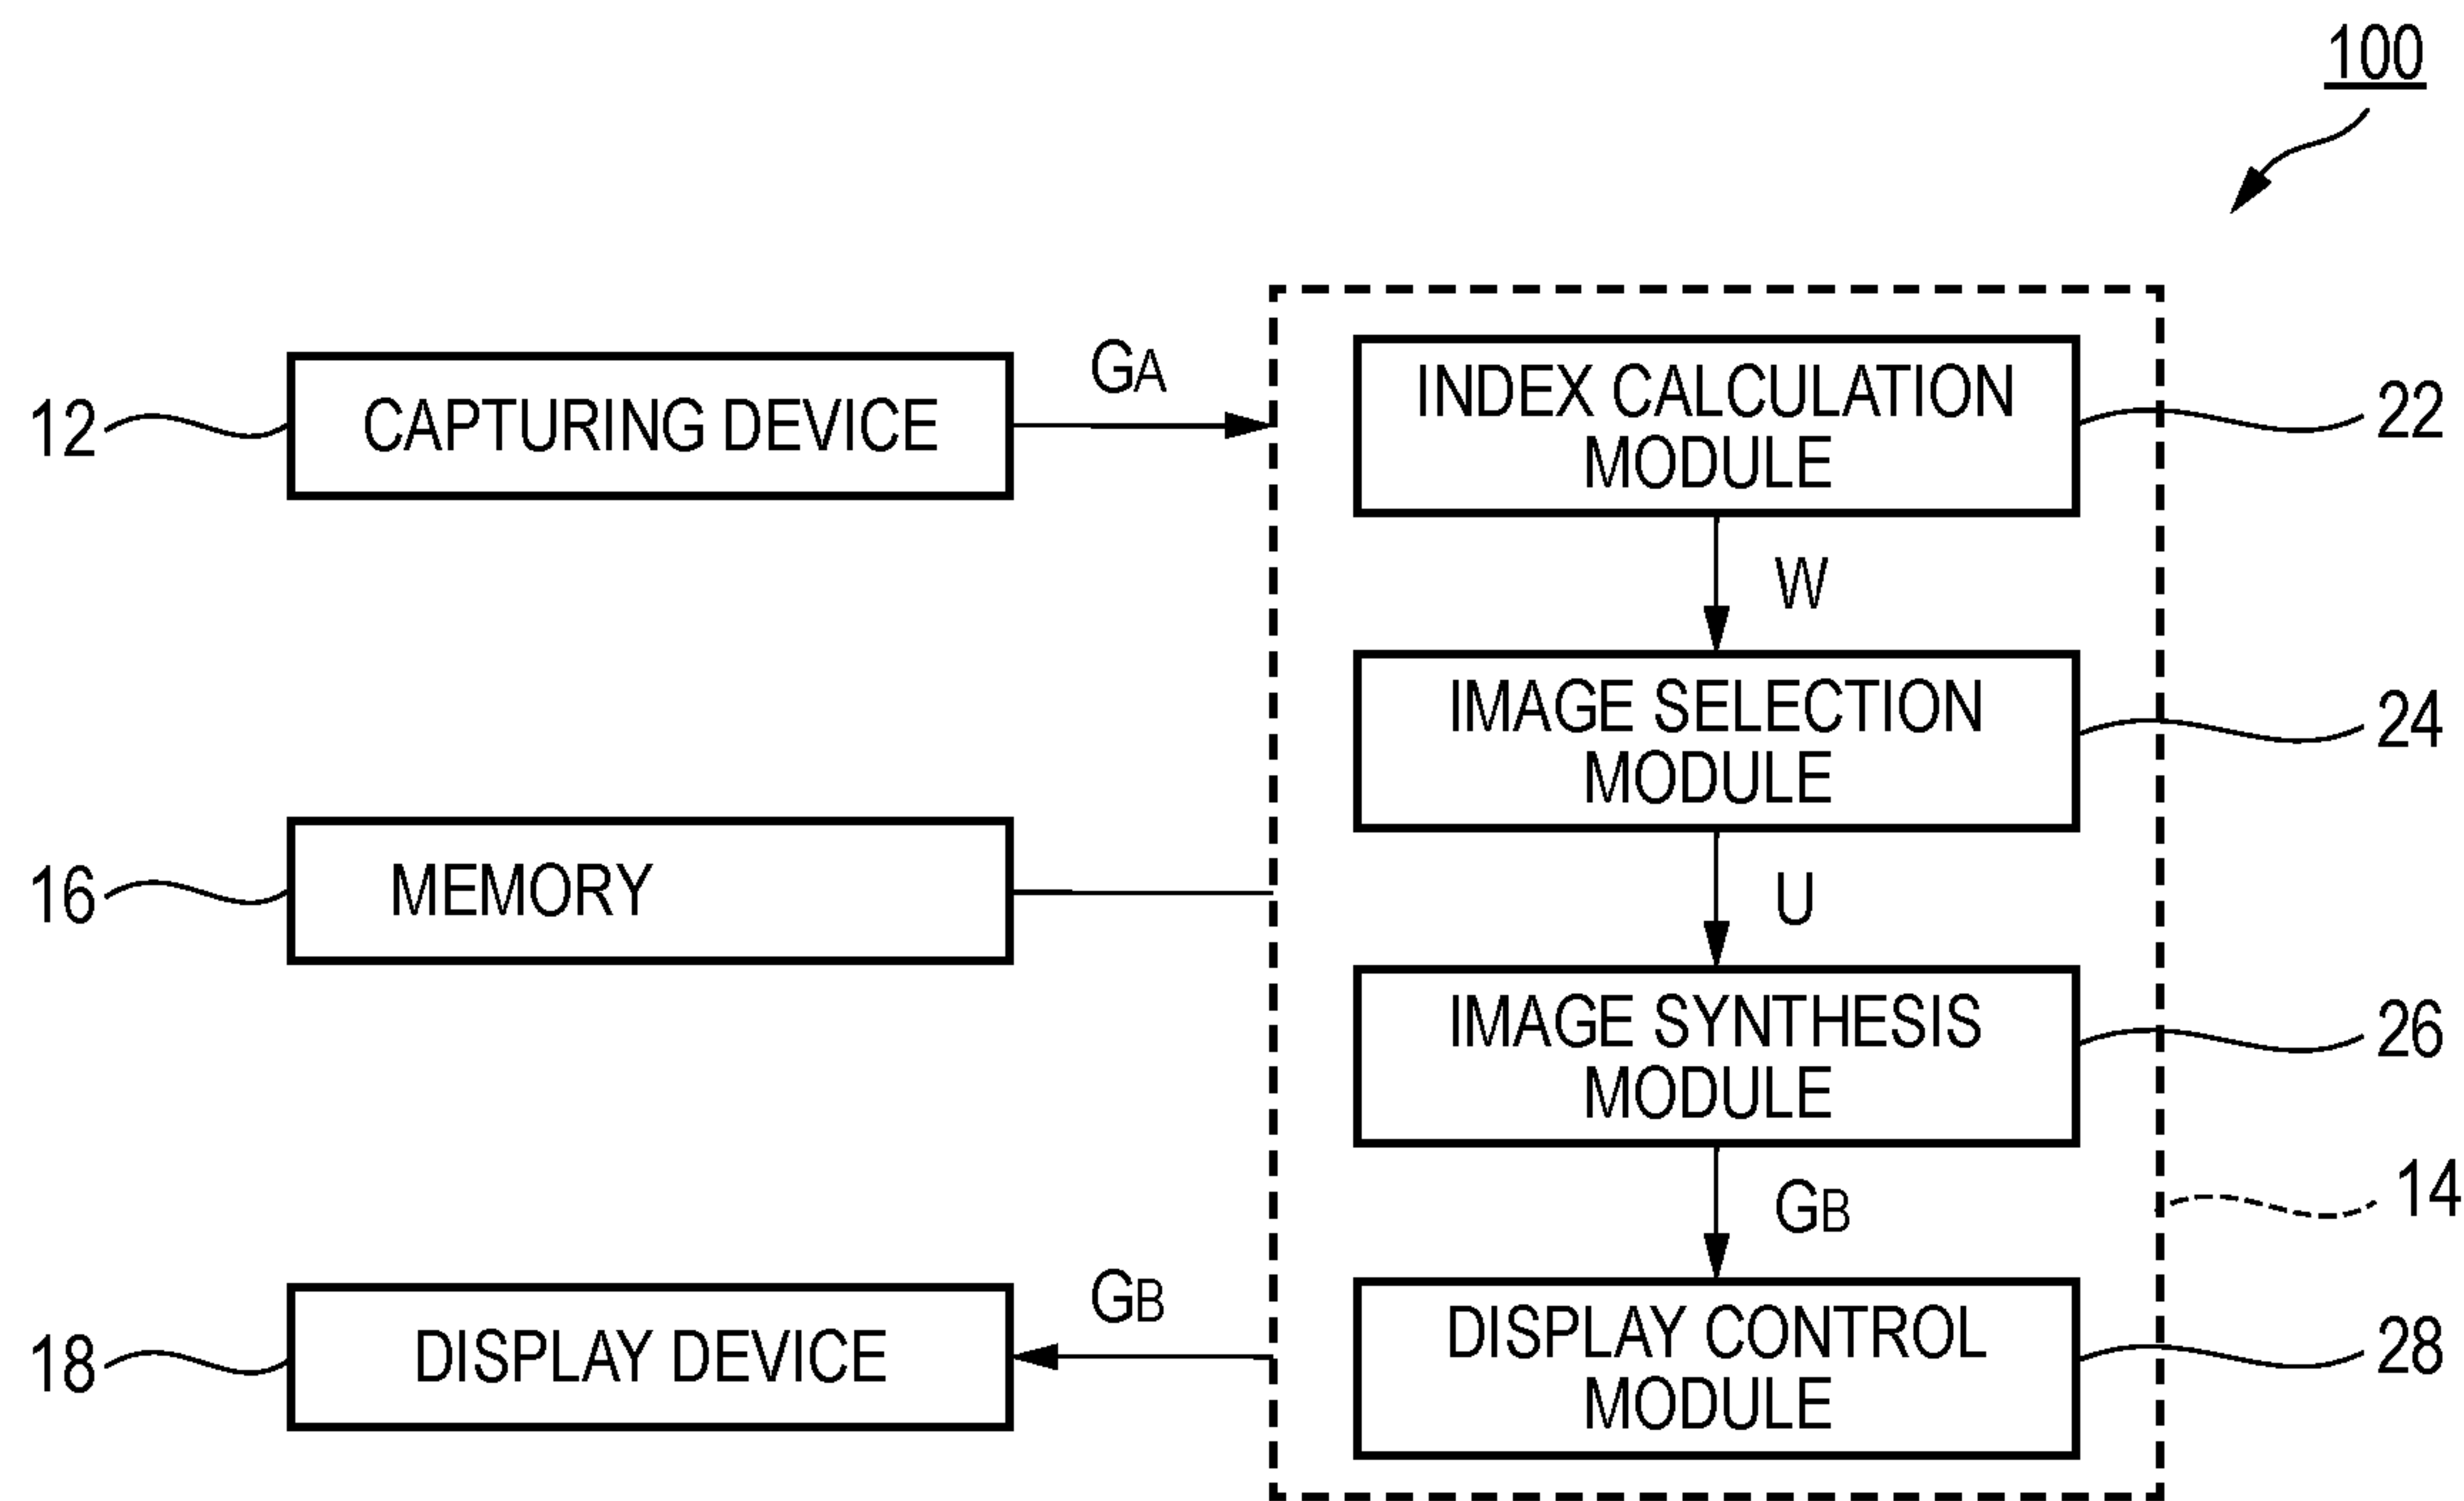 100
12
CAPTURING DEVICE
GA
INDEX CALCULATION
MODULE
22
W
IMAGE SELECTION
MODULE
24
16
MEMORY
U
IMAGE SYNTHESIS
MODULE
26
GB
14
18
DISPLAY DEVICE
GB
DISPLAY CONTROL
MODULE
28